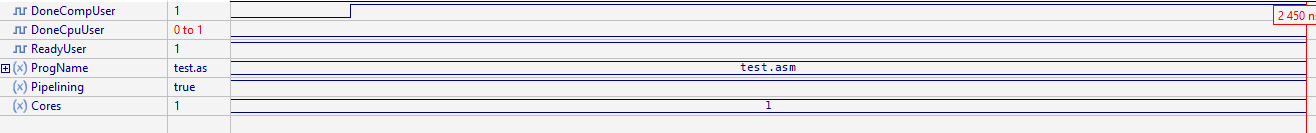 DoneCompUser 1
DoneCpuUser 0 to 1
2 450 n
ReadyUser 1
(x) ProgName test.as test.asm
(x) Pipelining true
(x) Cores 1 1